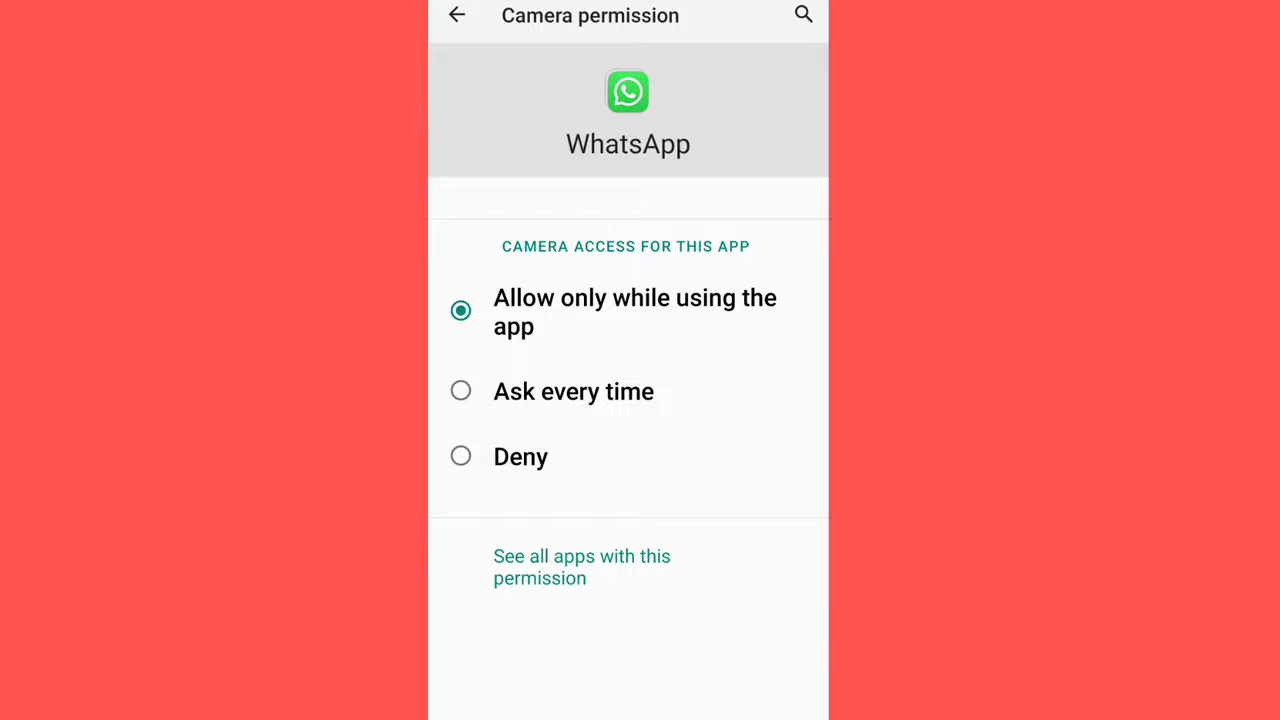 Camera permission
WhatsApp
CAMERA ACCESS FOR THIS APP
Allow only while using the
app
Ask every time
Deny
See all apps with this
permission